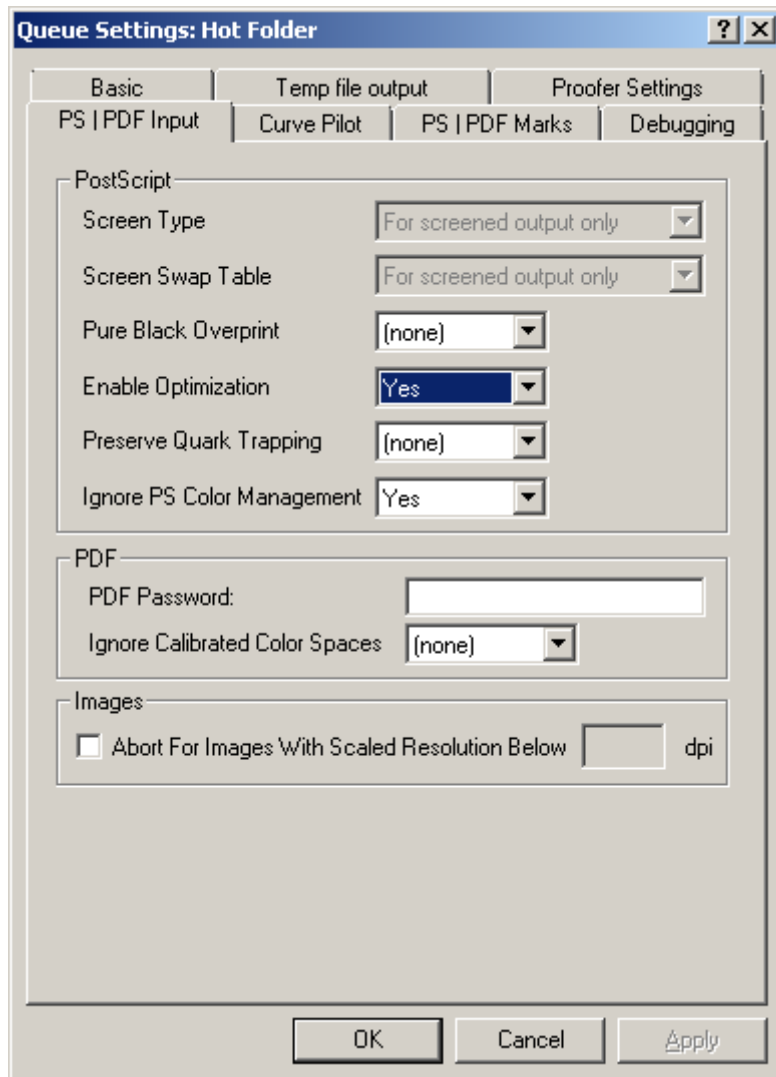 Queue Settings: Hot Folder
Basic Temp file output Proofer Settings
PS | PDF Input Curve Pilot PS | PDF Marks Debugging
PostScript
Screen Type For screened output only
Screen Swap Table For screened output only
Pure Black Overprint (none)
Enable Optimization Yes
Preserve Quark Trapping (none)
Ignore PS Color Management Yes
PDF
PDF Password:
Ignore Calibrated Color Spaces (none)
Images
Abort For Images With Scaled Resolution Below dpi
OK Cancel Apply